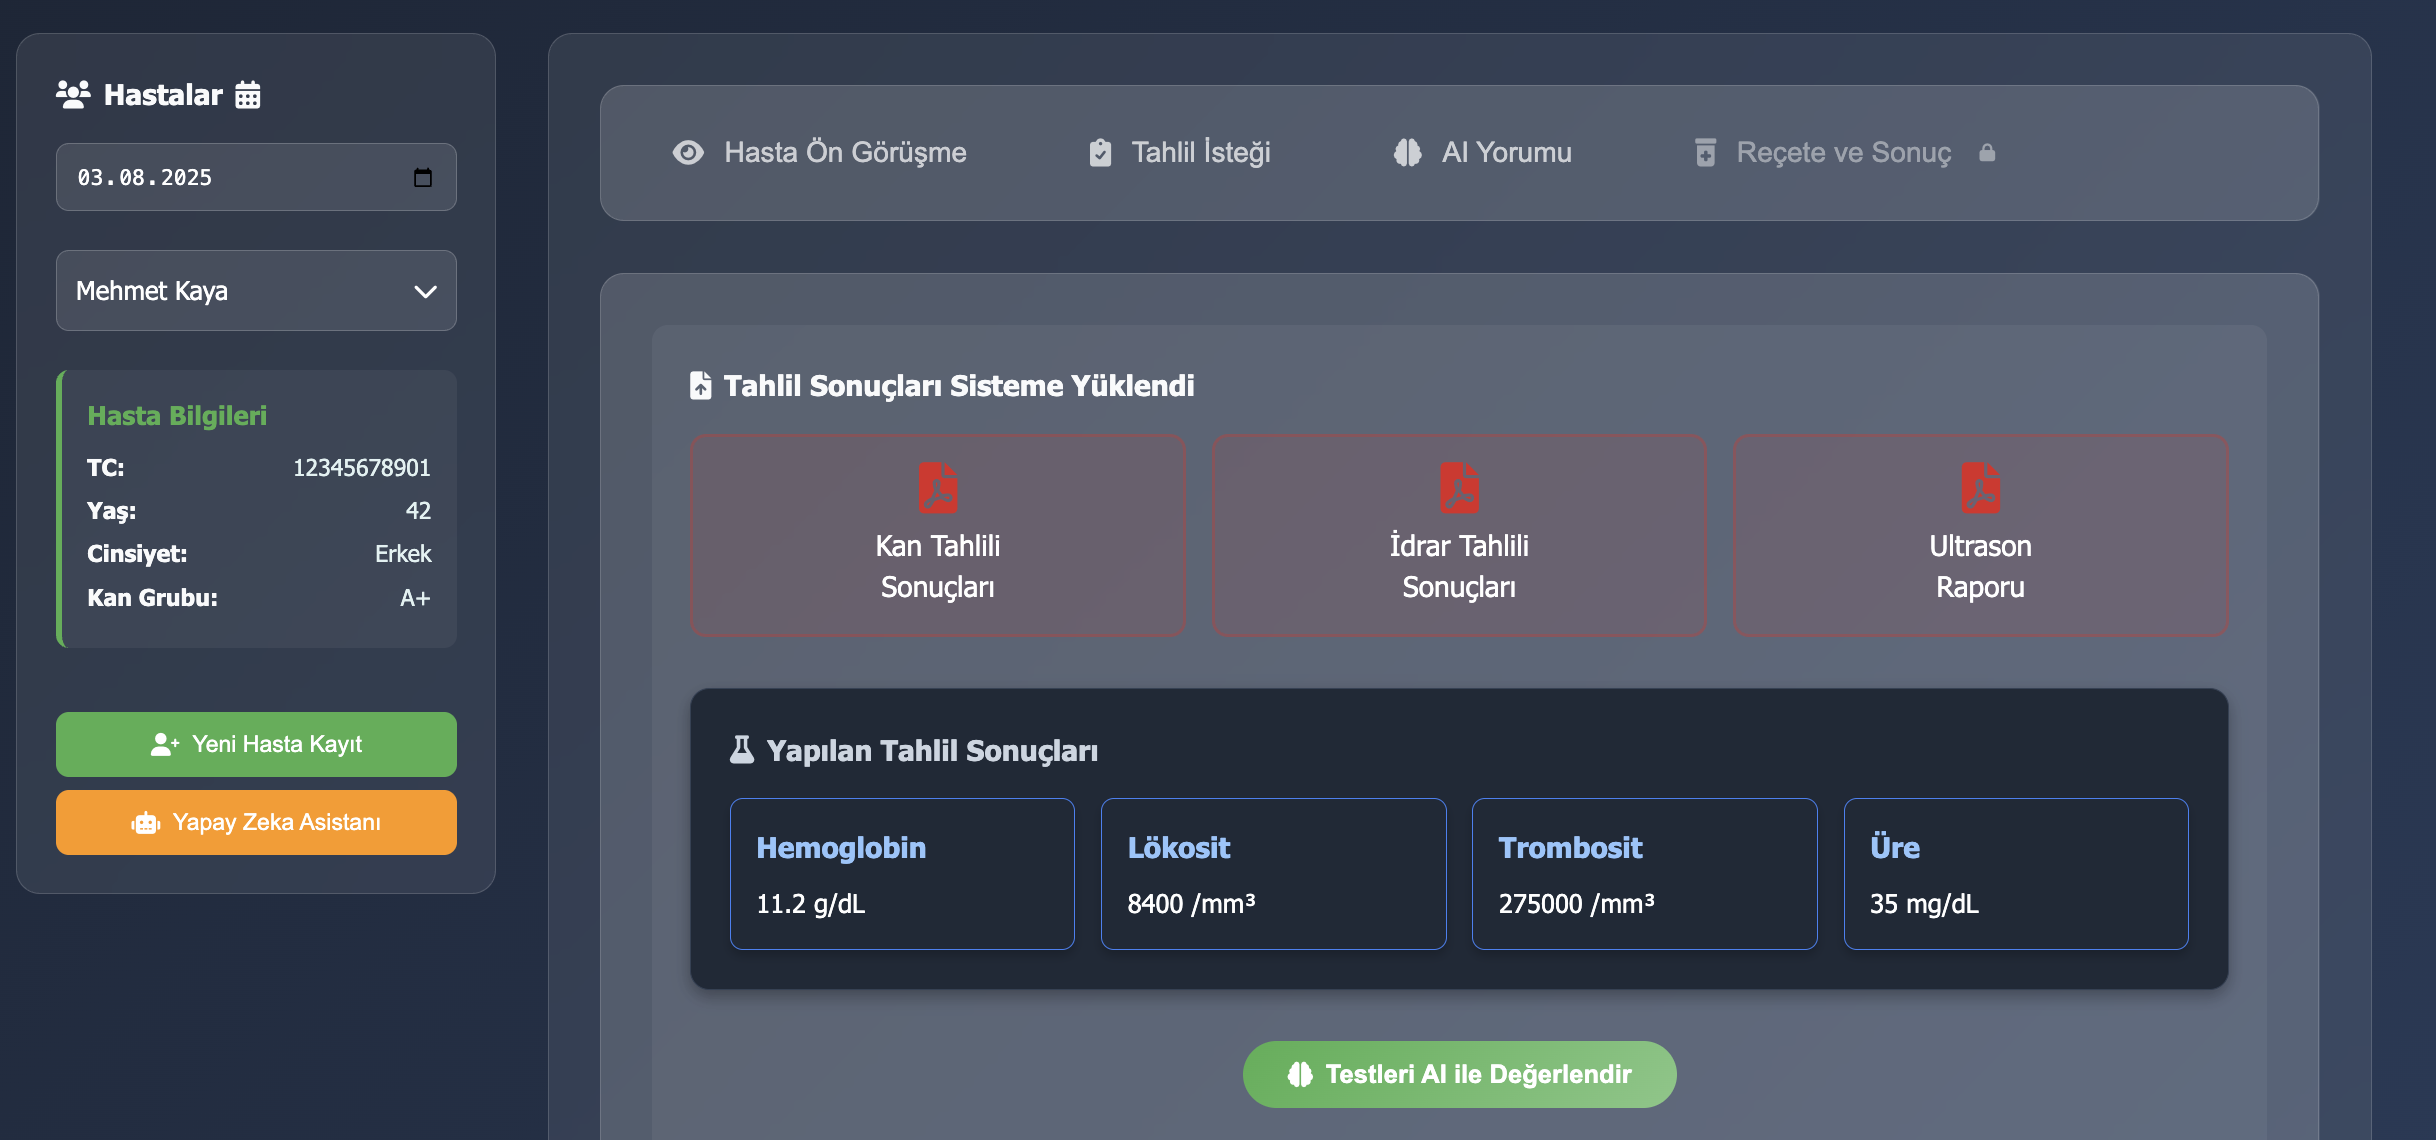 Hastalar
03.08.2025
Mehmet Kaya
Hasta Bilgileri
TC: 12345678901
Yaş: 42
Cinsiyet: Erkek
Kan Grubu: A+
Yeni Hasta Kayıt
Yapay Zeka Asistanı
Hasta Ön Görüşme
Tahlil İsteği
AI Yorumu
Reçete ve Sonuç
Tahlil Sonuçları Sisteme Yüklendi
Kan Tahlili
Sonuçları
İdrar Tahlili
Sonuçları
Ultrason
Raporu
Yapılan Tahlil Sonuçları
Hemoglobin
11.2 g/dL
Lökosit
8400 /mm³
Trombosit
275000 /mm³
Üre
35 mg/dL
Testleri AI ile Değerlendir